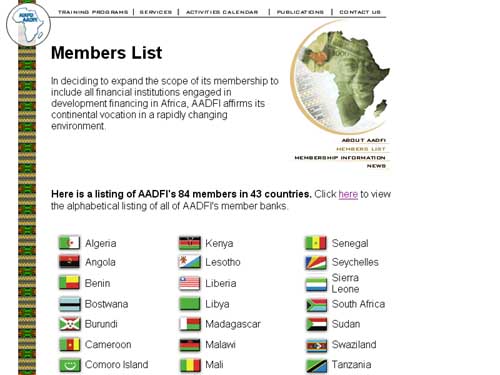 AADFI
TRAINING PROGRAMS | SERVICES | ACTIVITIES CALENDAR | PUBLICATIONS | CONTACT US
Members List
In deciding to expand the scope of its membership to
include all financial institutions engaged in
development financing in Africa, AADFI affirms its
continental vocation in a rapidly changing
environment.
ABOUT AADFI
MEMBERS LIST
MEMBERSHIP INFORMATION
NEWS
Here is a listing of AADFI's 84 members in 43 countries. Click here to view
the alphabetical listing of all of AADFI's member banks.
Algeria Kenya Senegal
Angola Lesotho Seychelles
Benin Liberia Sierra
Leone
Bostwana Libya South Africa
Burundi Madagascar Sudan
Cameroon Malawi Swaziland
Comoro Island Mali Tanzania